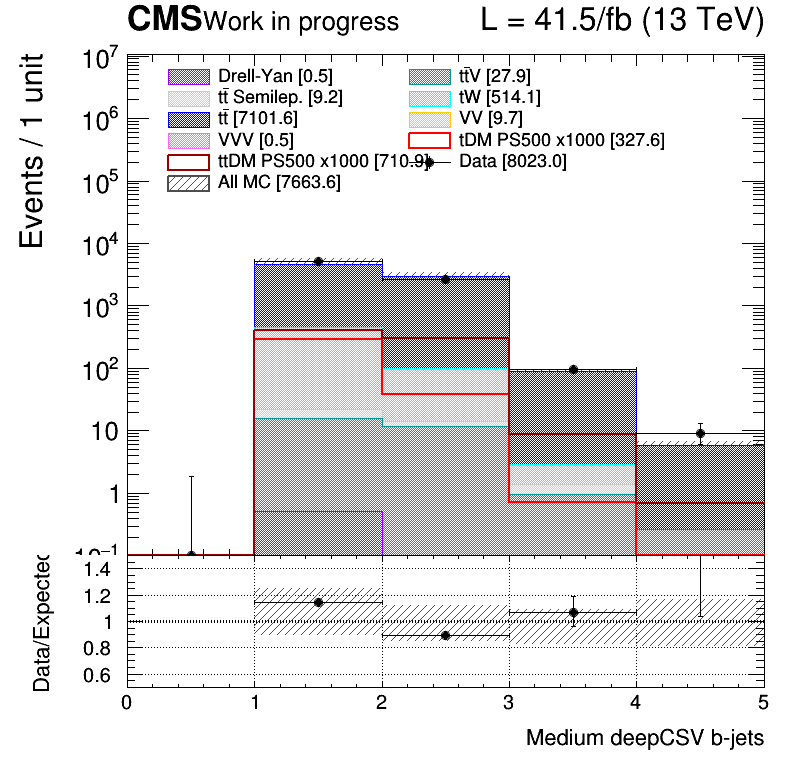 CMS Work in progress L = 41.5/fb (13 TeV)
Events / 1 unit
10⁷
10⁶
10⁵
10⁴
10³
10²
10
1
10⁻¹
Drell-Yan [0.5]
tt̄ Semilep. [9.2]
tt̄ [7101.6]
VVV [0.5]
ttDM PS500 x1000 [710.9]
All MC [7663.6]
tt̄V [27.9]
tW [514.1]
VV [9.7]
tDM PS500 x1000 [327.6]
Data [8023.0]
Data/Expected
1.4
1.2
1
0.8
0.6
0 1 2 3 4 5
Medium deepCSV b-jets